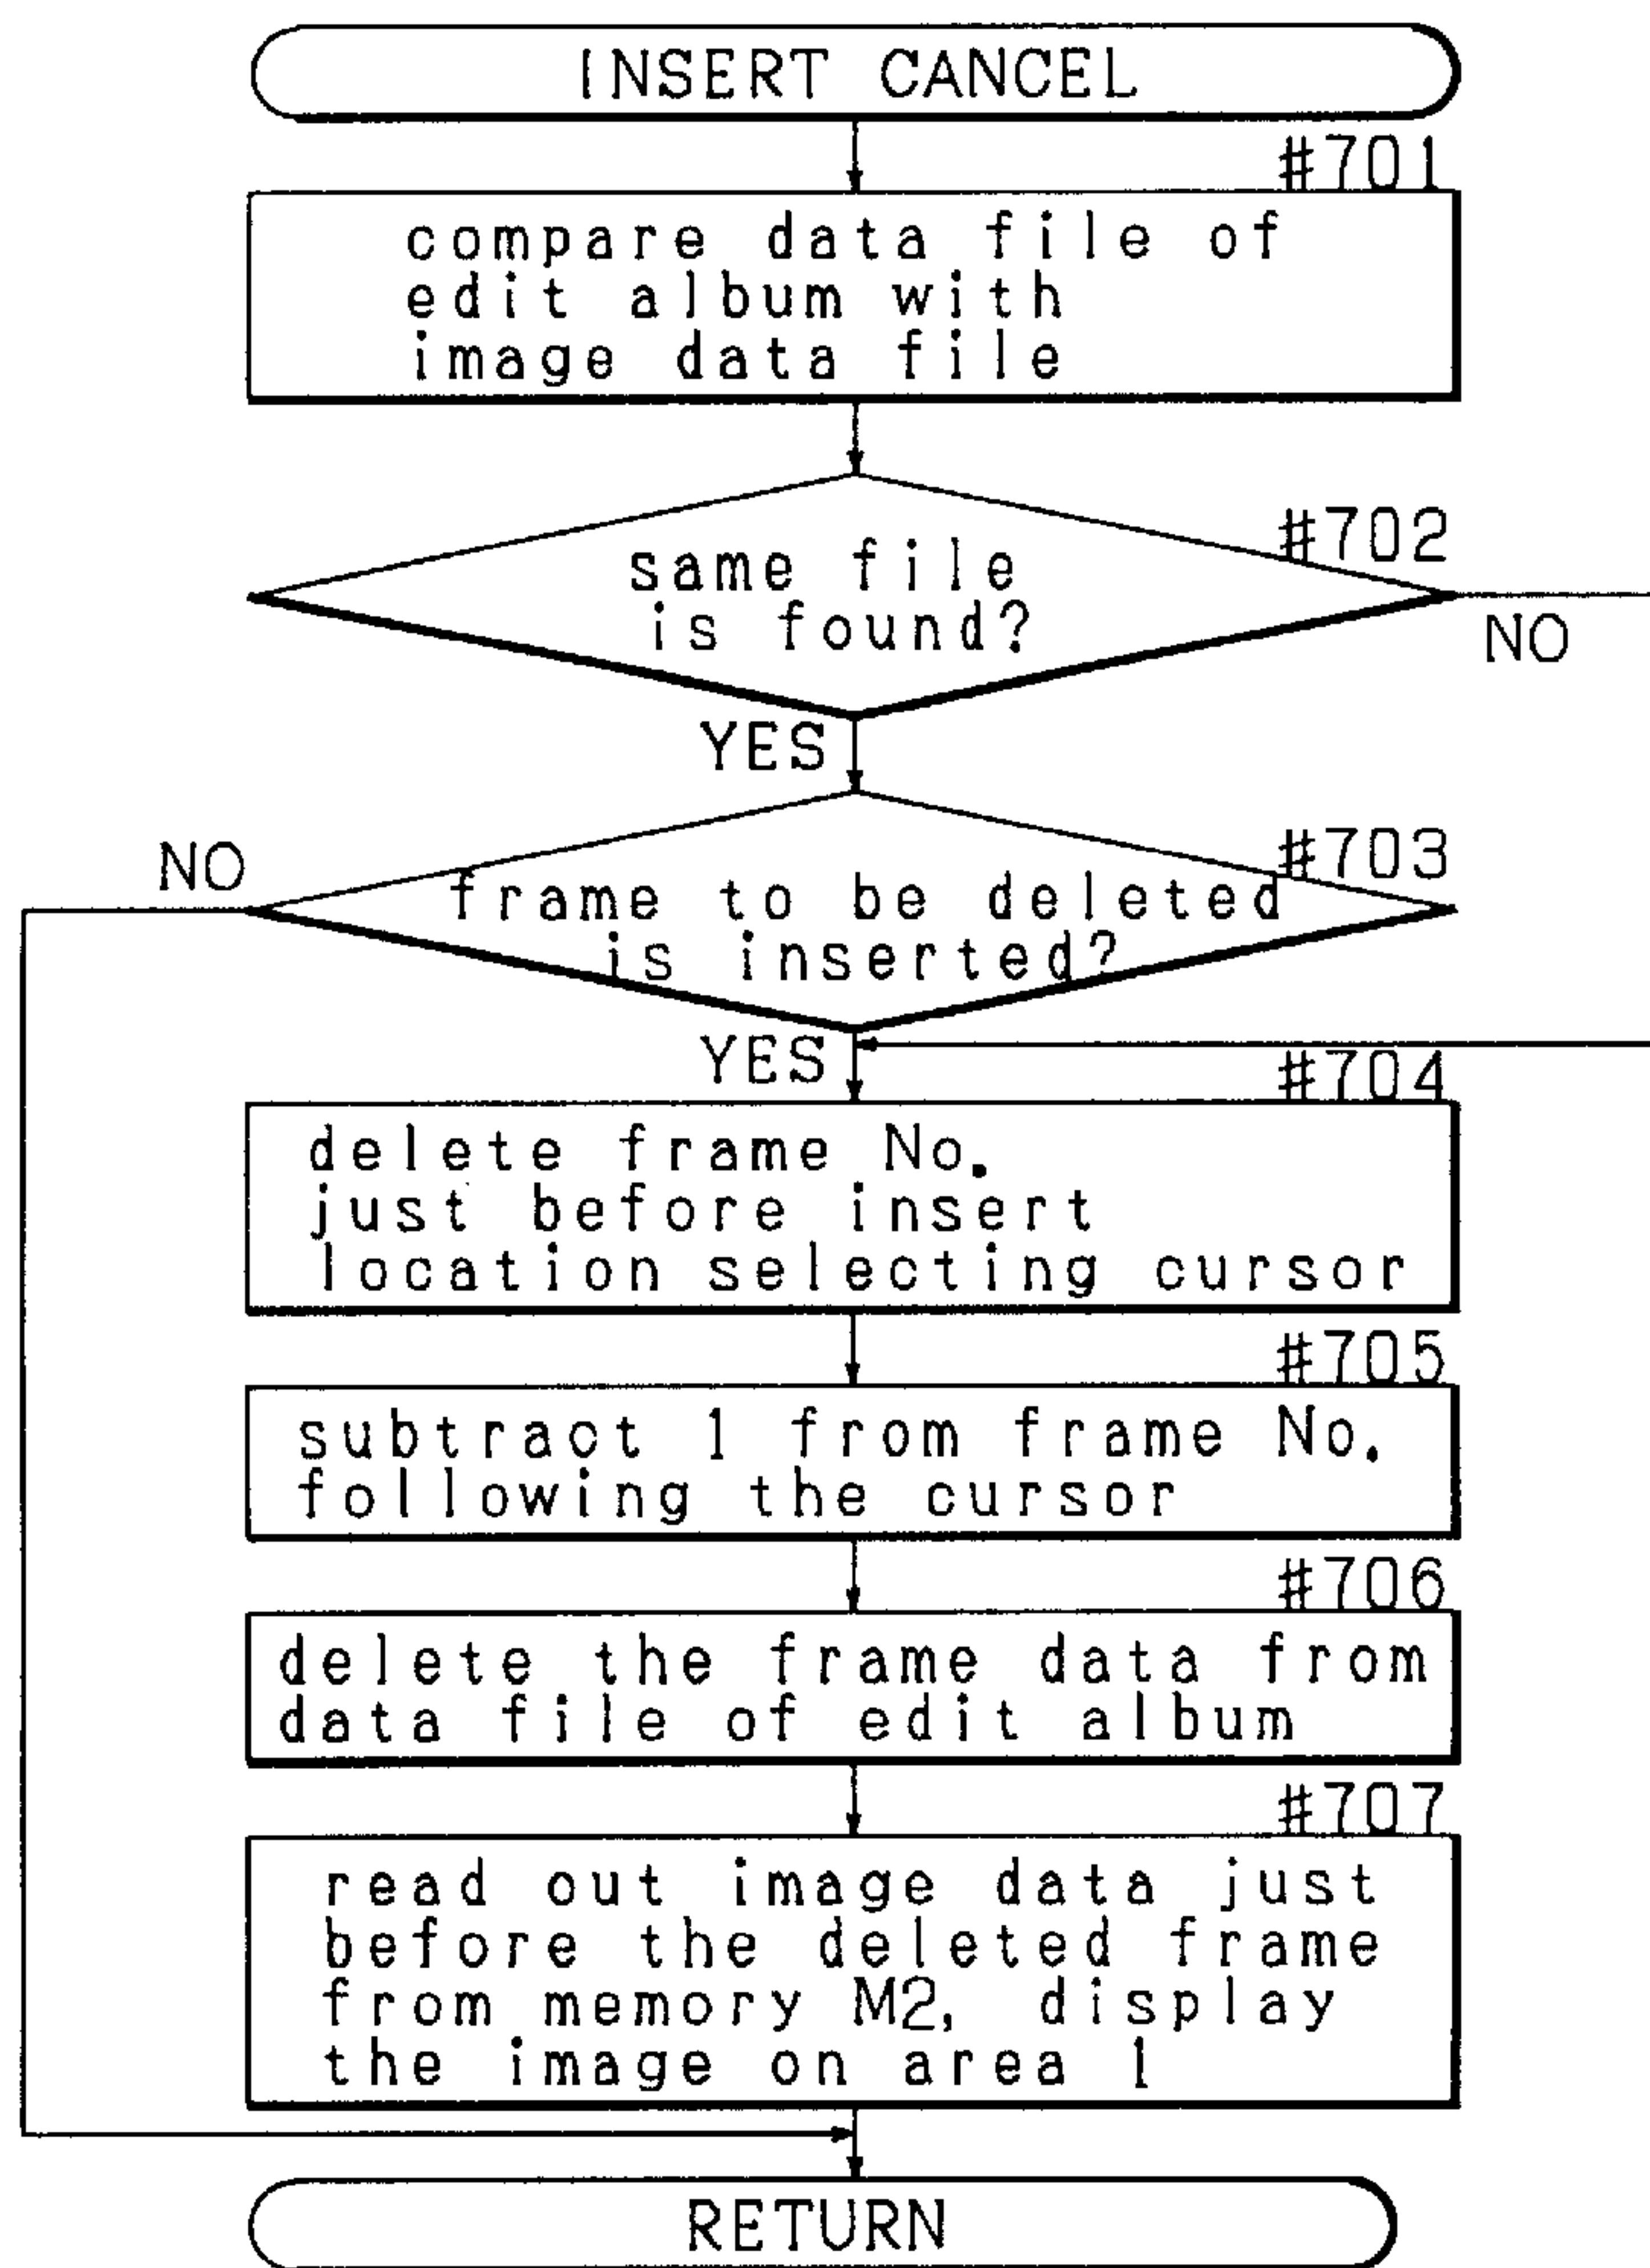 INSERT CANCEL
#701
compare data file of
edit album with
image data file
#702
same file
is found?
NO
YES
#703
NO
frame to be deleted
is inserted?
YES
#704
delete frame No.
just before insert
location selecting cursor
#705
subtract 1 from frame No.
following the cursor
#706
delete the frame data from
data file of edit album
#707
read out image data just
before the deleted frame
from memory M2, display
the image on area 1
RETURN